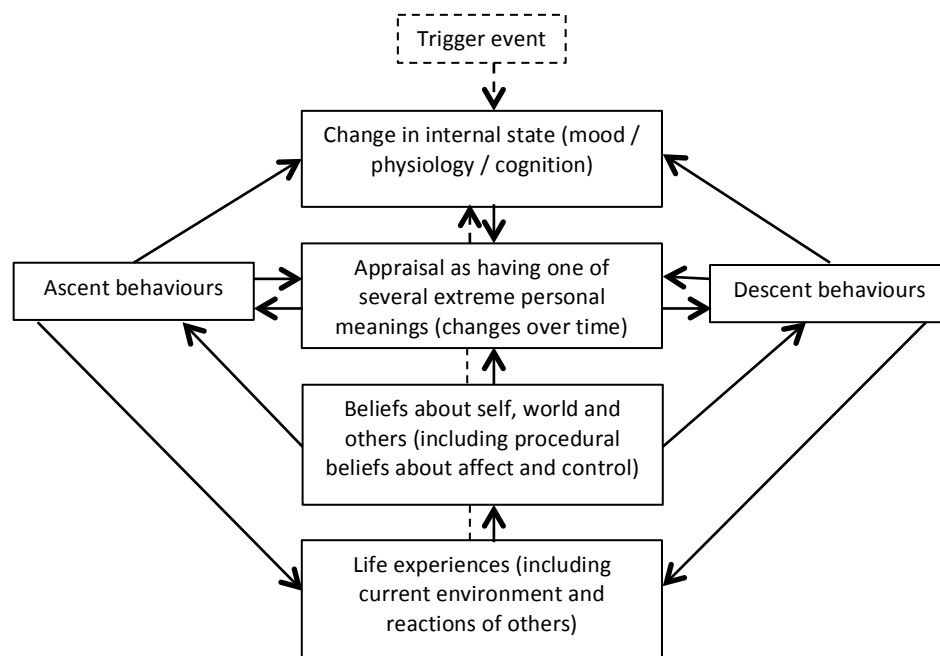 Trigger event
Change in internal state (mood /
physiology / cognition)
Ascent behaviours
Appraisal as having one of
several extreme personal
meanings (changes over time)
Descent behaviours
Beliefs about self, world and
others (including procedural
beliefs about affect and control)
Life experiences (including
current environment and
reactions of others)